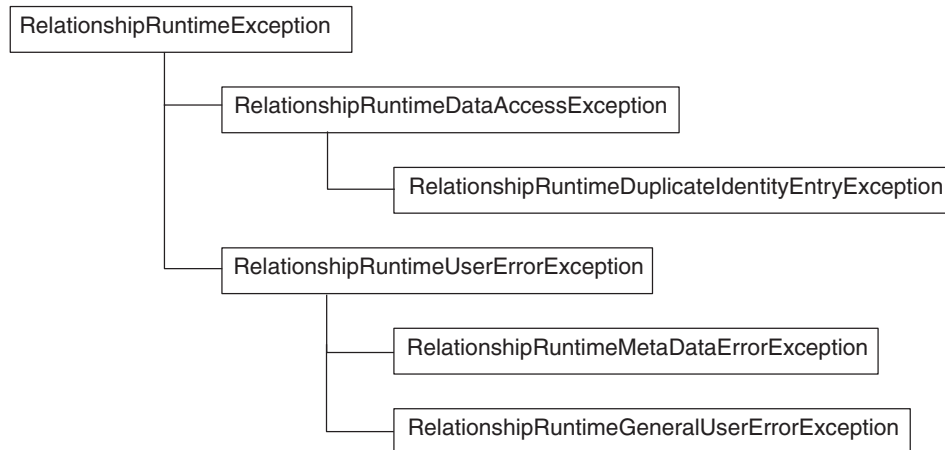 RelationshipRuntimeException
RelationshipRuntimeDataAccessException
RelationshipRuntimeDuplicateIdentityEntryException
RelationshipRuntimeUserErrorException
RelationshipRuntimeMetaDataErrorException
RelationshipRuntimeGeneralUserErrorException